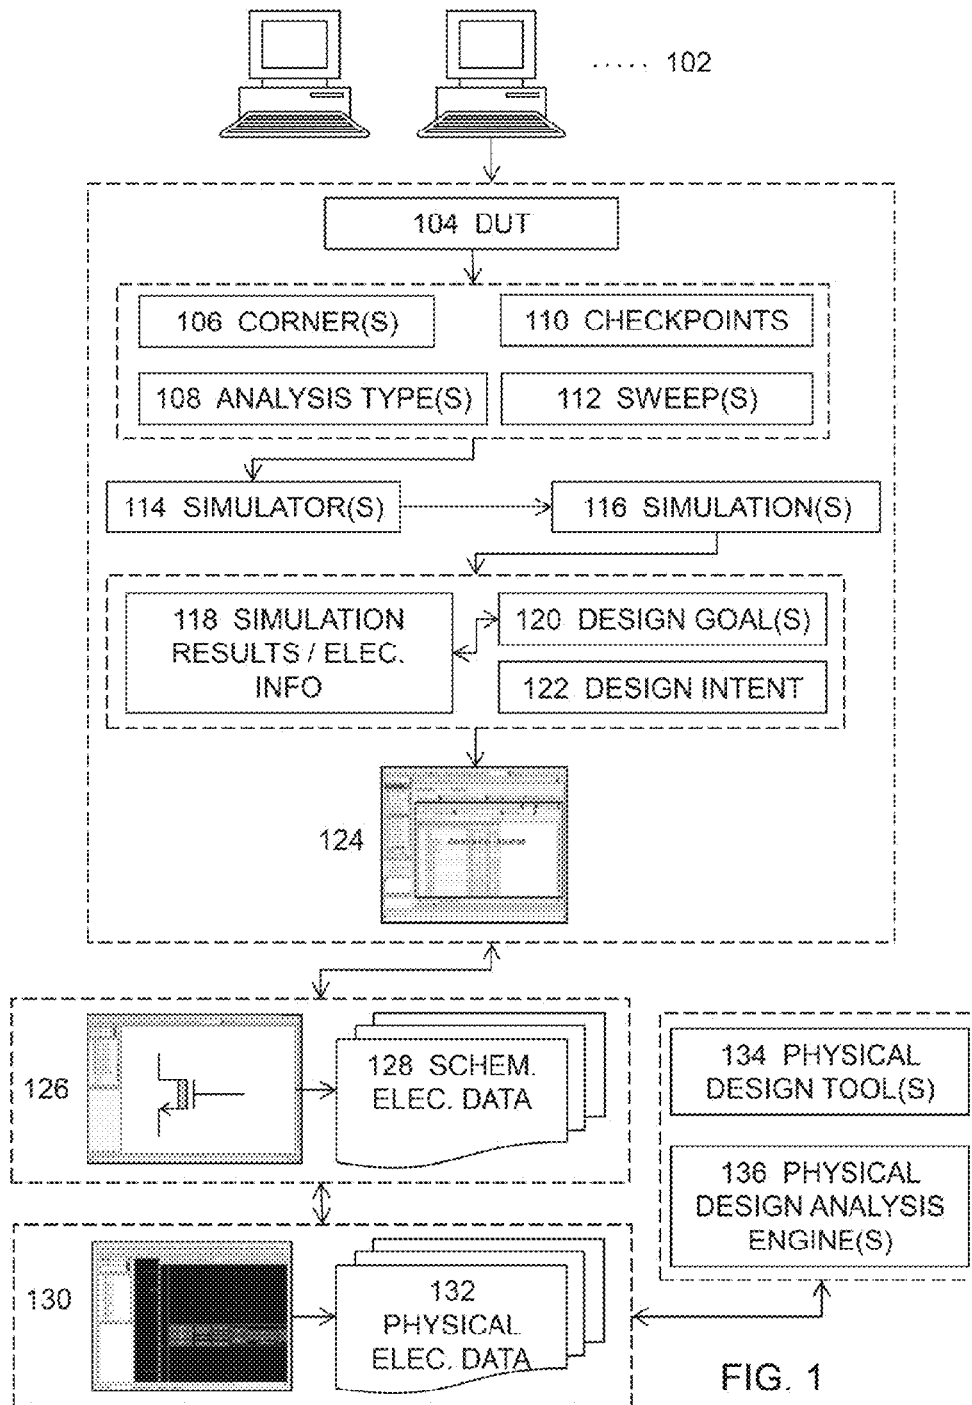 102
104 DUT
106 CORNER(S)
110 CHECKPOINTS
108 ANALYSIS TYPE(S)
112 SWEEP(S)
114 SIMULATOR(S)
116 SIMULATION(S)
118 SIMULATION
RESULTS / ELEC.
INFO
120 DESIGN GOAL(S)
122 DESIGN INTENT
124
126
128 SCHEM.
ELEC. DATA
134 PHYSICAL
DESIGN TOOL(S)
136 PHYSICAL
DESIGN ANALYSIS
ENGINE(S)
130
132
PHYSICAL
ELEC. DATA
FIG. 1